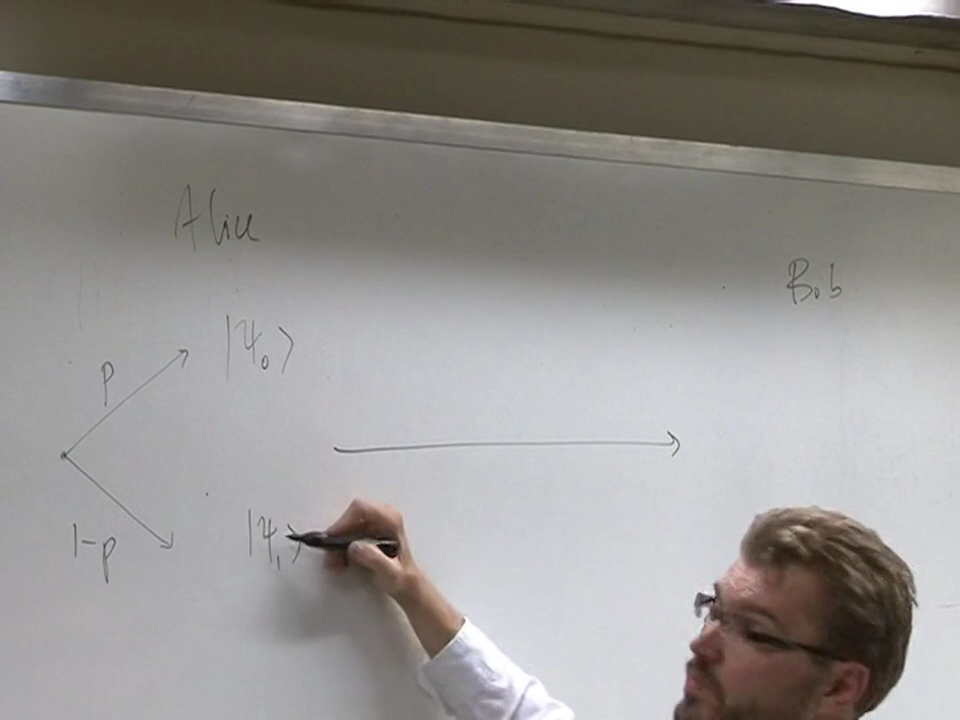 Alice
Bob
|ψ₀⟩
p
1-p
|ψ₁⟩